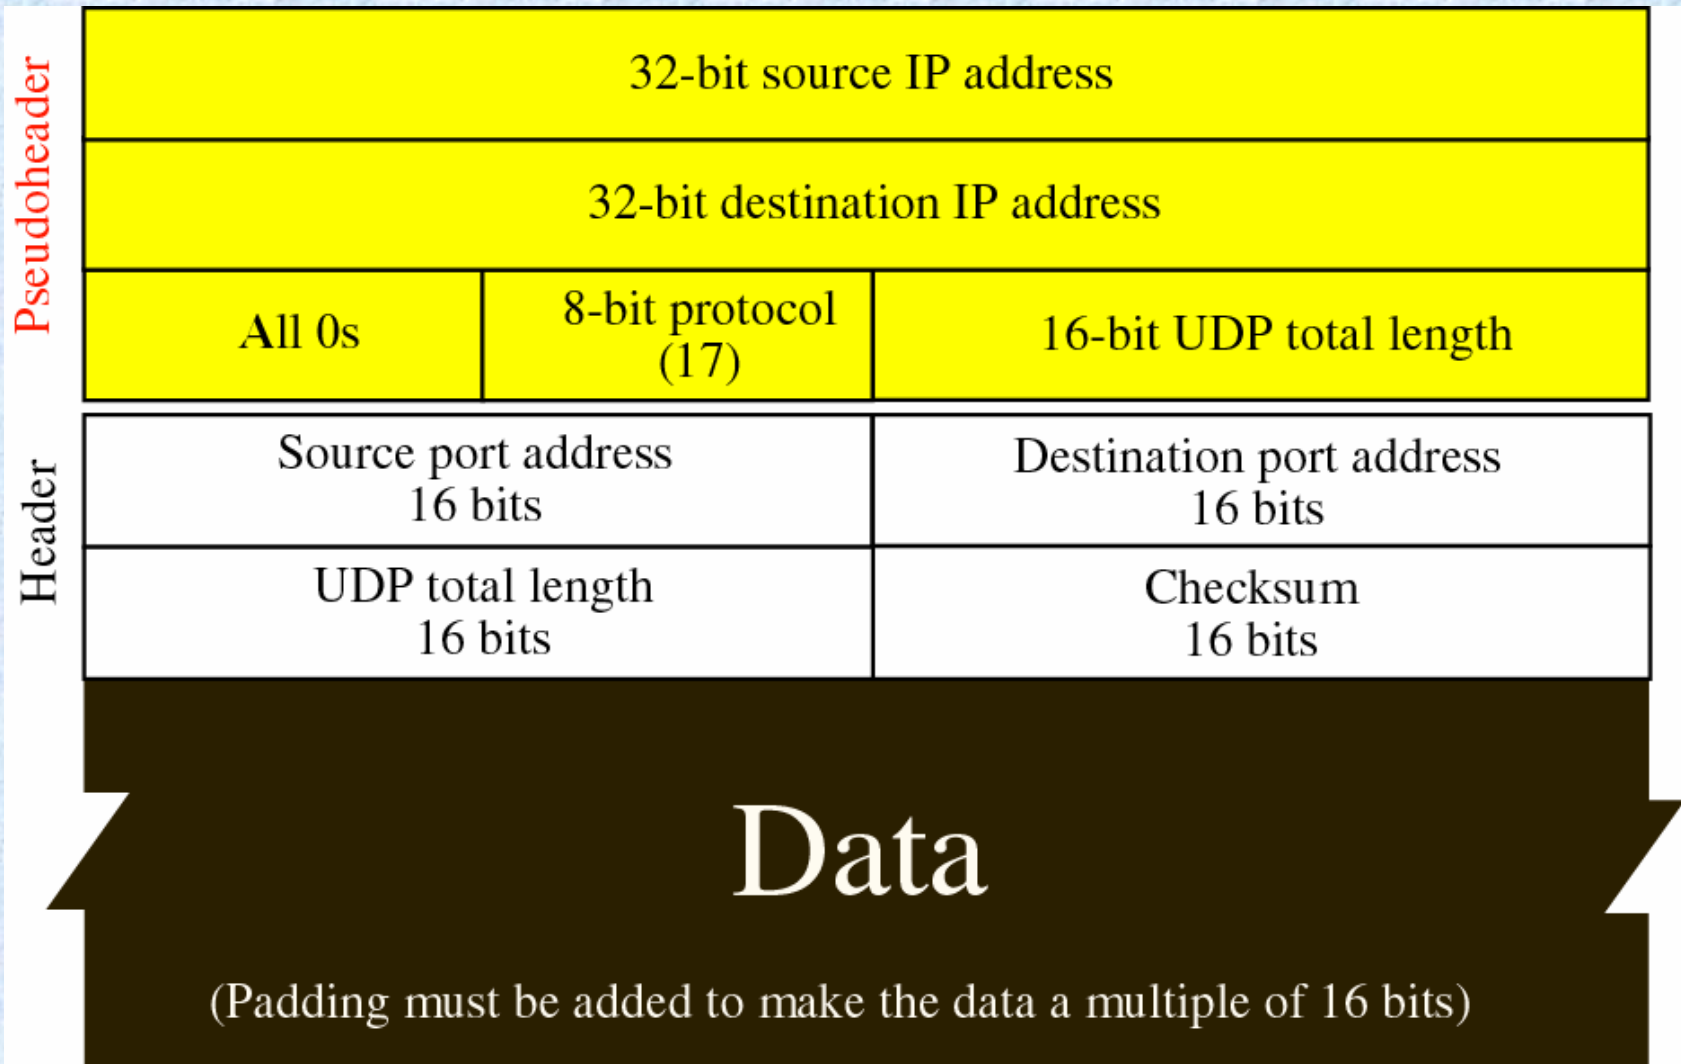 Pseudoheader
32-bit source IP address
32-bit destination IP address
All 0s
8-bit protocol
(17)
16-bit UDP total length
Header
Source port address
16 bits
Destination port address
16 bits
UDP total length
16 bits
Checksum
16 bits
Data
(Padding must be added to make the data a multiple of 16 bits)